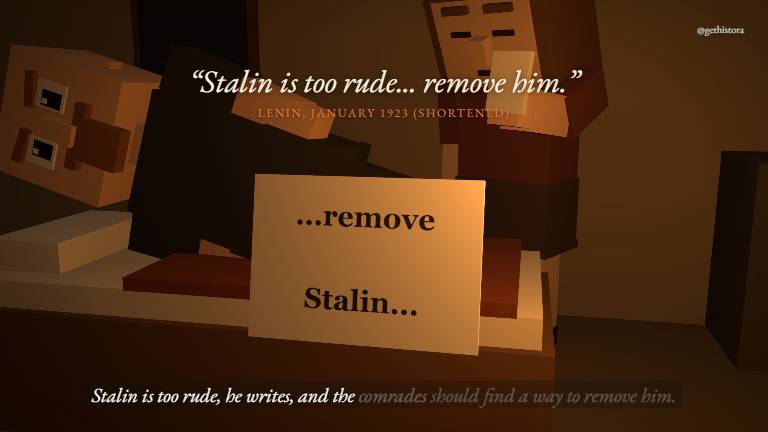 @gethistora
“Stalin is too rude... remove him.”
LENIN, JANUARY 1923 (SHORTENED)
...remove
Stalin...
Stalin is too rude, he writes, and the comrades should find a way to remove him.